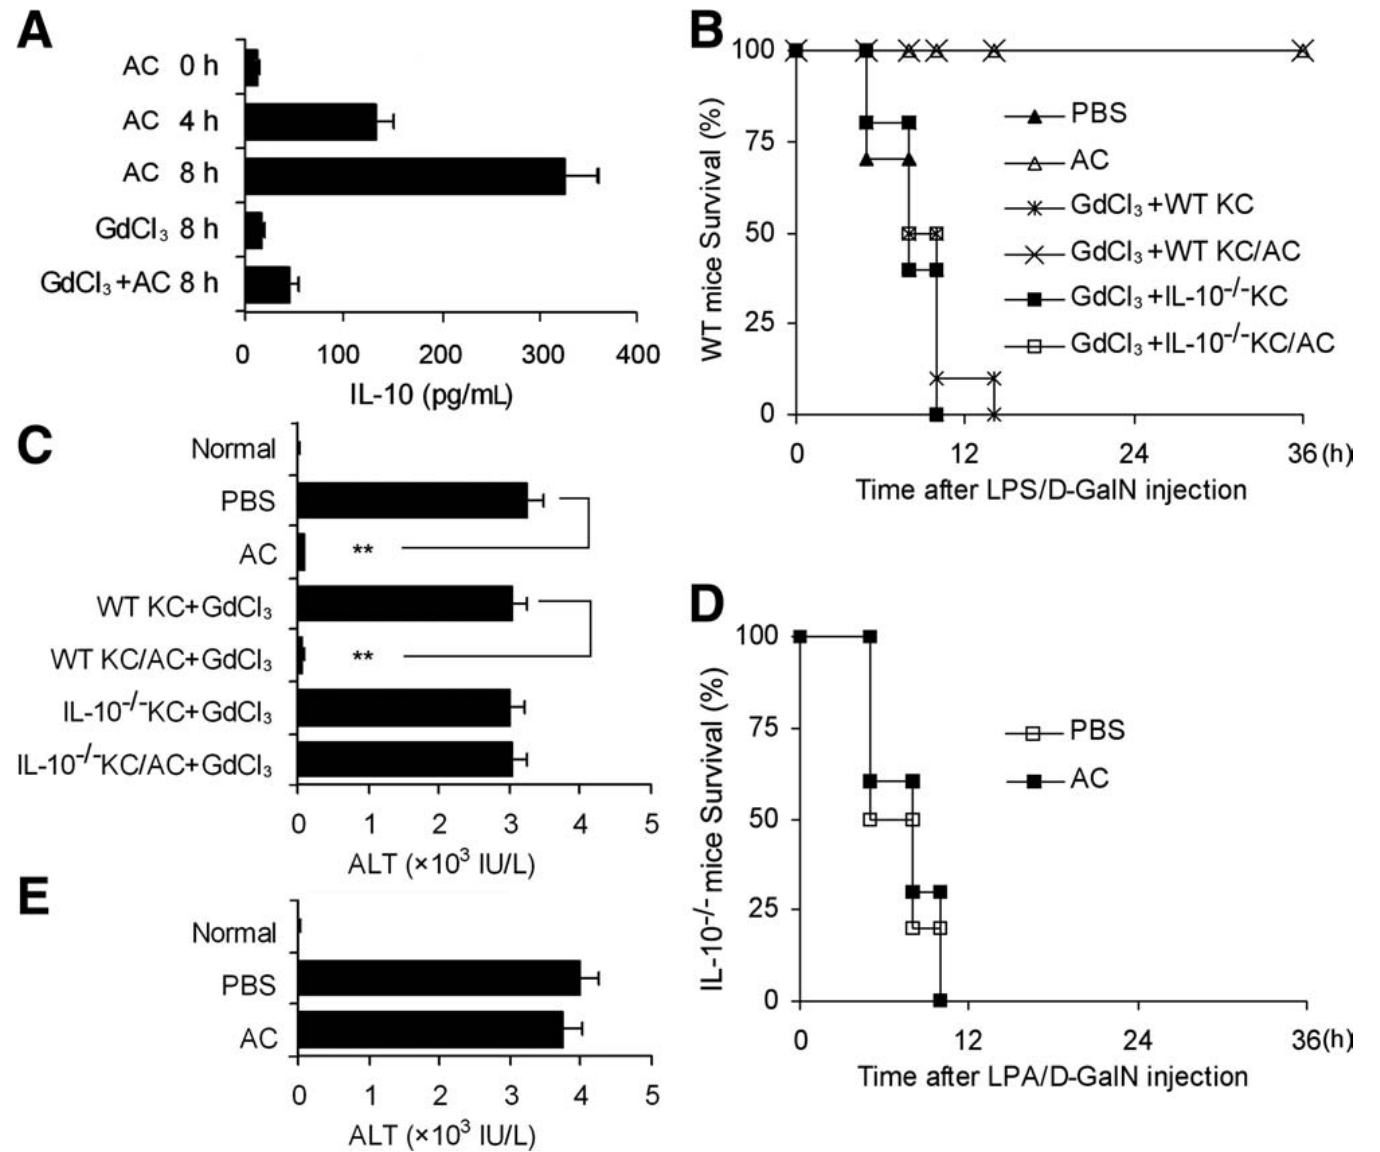 A
AC 0 h
AC 4 h
AC 8 h
GdCl₃ 8 h
GdCl₃+AC 8 h
0 100 200 300 400
IL-10 (pg/mL)
B
WT mice Survival (%)
100
75
50
25
0
PBS
AC
GdCl₃+WT KC
GdCl₃+WT KC/AC
GdCl₃+IL-10⁻/⁻KC
GdCl₃+IL-10⁻/⁻KC/AC
0 12 24 36 (h)
Time after LPS/D-GalN injection
C
Normal
PBS
AC **
WT KC+GdCl₃
WT KC/AC+GdCl₃ **
IL-10⁻/⁻KC+GdCl₃
IL-10⁻/⁻KC/AC+GdCl₃
0 1 2 3 4 5
ALT (×10³ IU/L)
D
IL-10⁻/⁻ mice Survival (%)
100
75
50
25
0
PBS
AC
0 12 24 36(h)
Time after LPA/D-GalN injection
E
Normal
PBS
AC
0 1 2 3 4 5
ALT (×10³ IU/L)